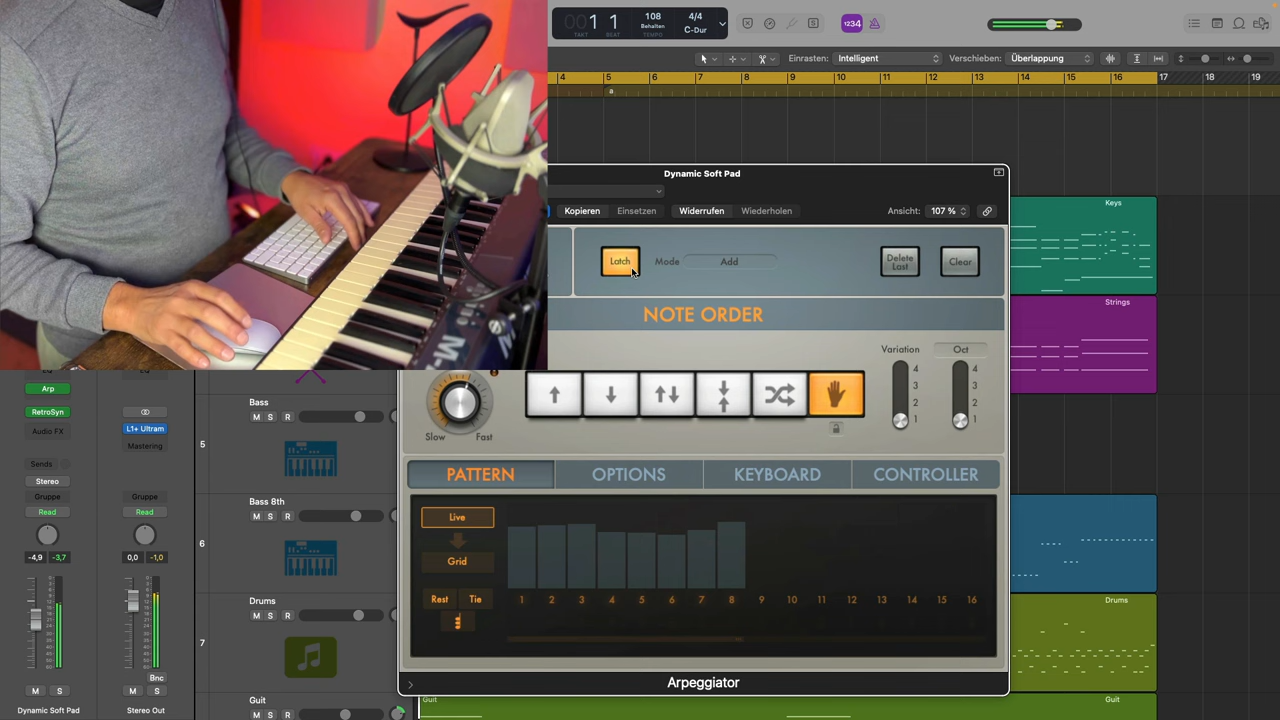 001 1 108 4/4
Behalten C-Dur
TAKT BEAT TEMPO
1234
Einrasten: Intelligent Verschieben: Überlappung
4 5 6 7 8 9 10 11 12 13 14 15 16 17 18 19
a
Dynamic Soft Pad
Kopieren Einsetzen Widerrufen Wiederholen Ansicht: 107 %
Keys
Latch Mode Add Delete Last Clear
Strings
NOTE ORDER
Variation Oct
4 4
3 3
2 2
1 1
Slow Fast
PATTERN OPTIONS KEYBOARD CONTROLLER
Live
Grid
Rest Tie
1 2 3 4 5 6 7 8 9 10 11 12 13 14 15 16
Arpeggiator
EQ EQ
Arp
RetroSyn
Audio FX L1+ Ultram
Mastering
Sends
Stereo
Gruppe Gruppe
Read Read
-4,9 -3,7 0,0 -1,0
Bnc
M S M S
Dynamic Soft Pad Stereo Out
5 Bass
M S R
6 Bass 8th
M S R
7 Drums
M S R
Guit
M S R
Drums
Guit Guit
M-